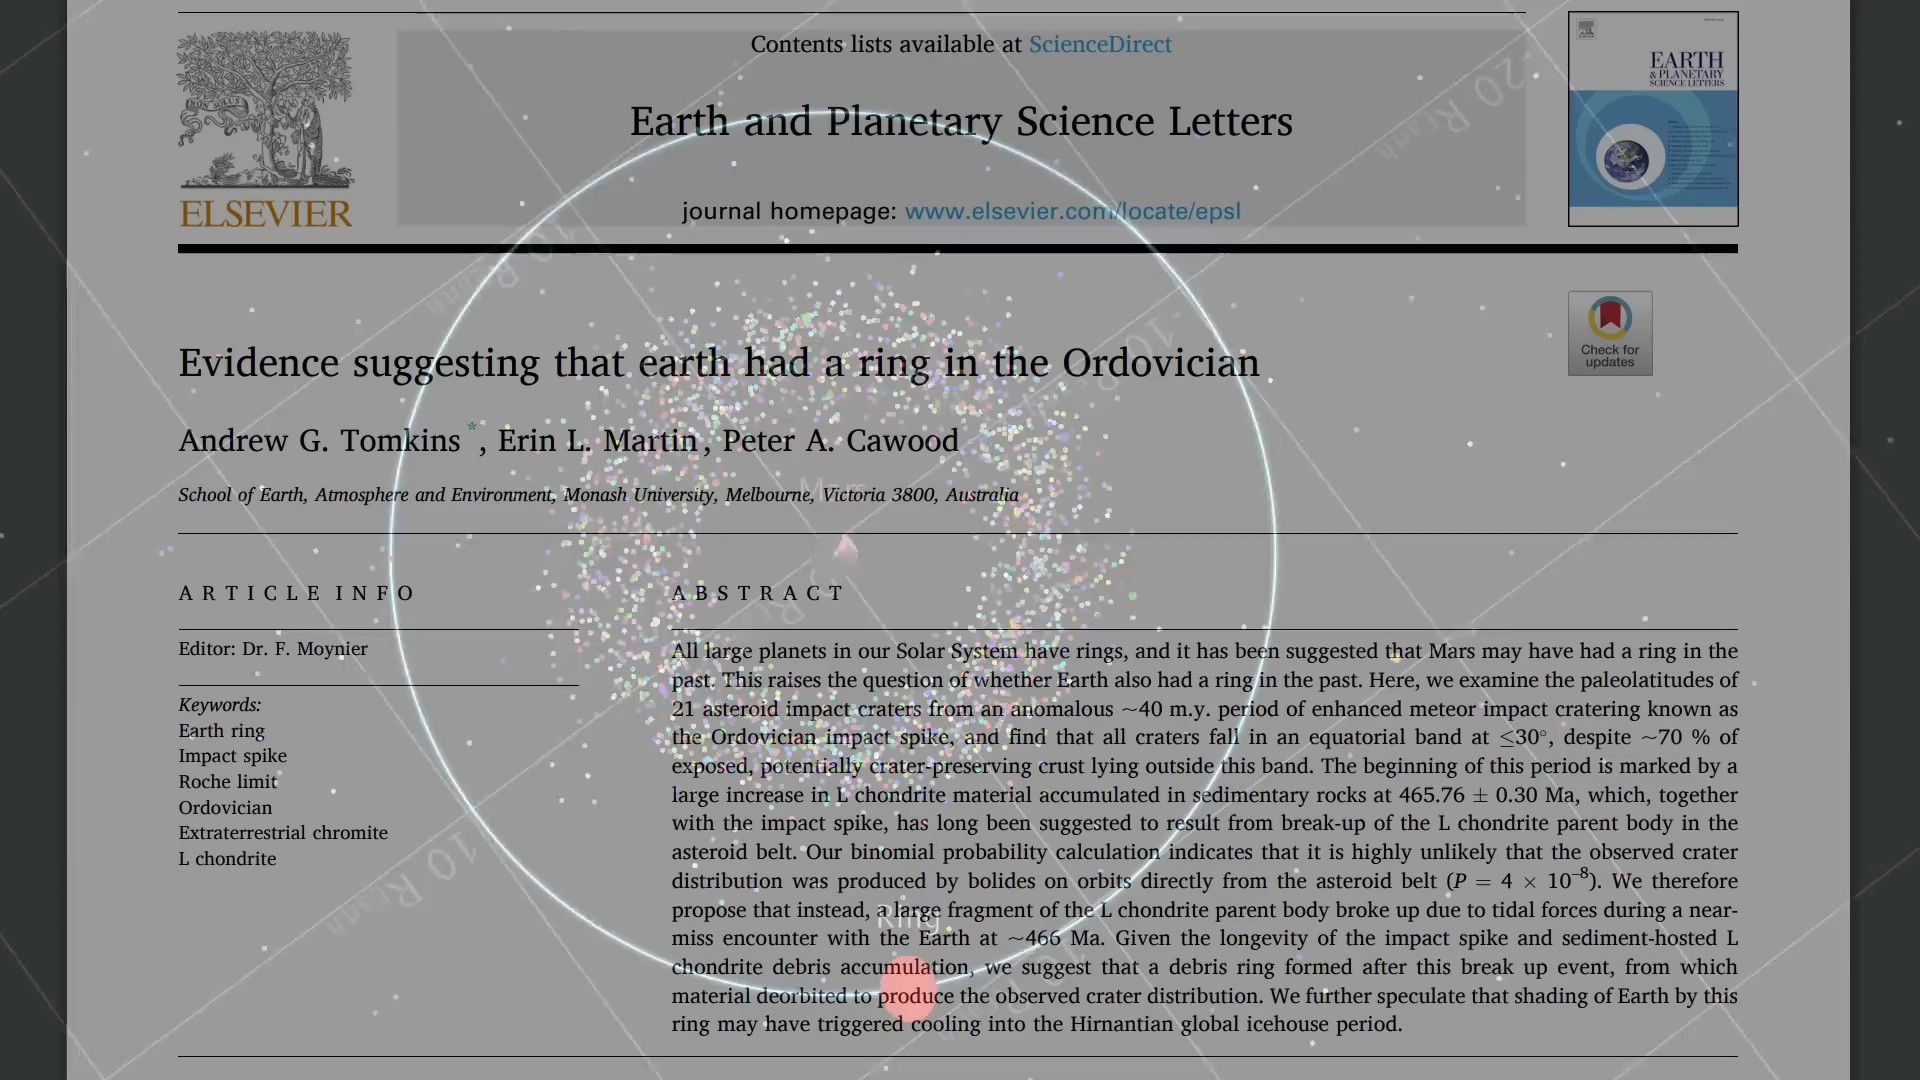 Contents lists available at ScienceDirect
Earth and Planetary Science Letters
journal homepage: www.elsevier.com/locate/epsl
NON SOLUS
ELSEVIER
EARTH
& PLANETARY
SCIENCE LETTERS
Check for
updates
Evidence suggesting that earth had a ring in the Ordovician
Andrew G. Tomkins *, Erin L. Martin, Peter A. Cawood
School of Earth, Atmosphere and Environment, Monash University, Melbourne, Victoria 3800, Australia
ARTICLE INFO
Editor: Dr. F. Moynier
Keywords:
Earth ring
Impact spike
Roche limit
Ordovician
Extraterrestrial chromite
L chondrite
ABSTRACT
All large planets in our Solar System have rings, and it has been suggested that Mars may have had a ring in the
past. This raises the question of whether Earth also had a ring in the past. Here, we examine the paleolatitudes of
21 asteroid impact craters from an anomalous ~40 m.y. period of enhanced meteor impact cratering known as
the Ordovician impact spike, and find that all craters fall in an equatorial band at ≤30°, despite ~70 % of
exposed, potentially crater-preserving crust lying outside this band. The beginning of this period is marked by a
large increase in L chondrite material accumulated in sedimentary rocks at 465.76 ± 0.30 Ma, which, together
with the impact spike, has long been suggested to result from break-up of the L chondrite parent body in the
asteroid belt. Our binomial probability calculation indicates that it is highly unlikely that the observed crater
distribution was produced by bolides on orbits directly from the asteroid belt (P = 4 × 10⁻⁸). We therefore
propose that instead, a large fragment of the L chondrite parent body broke up due to tidal forces during a near-
miss encounter with the Earth at ~466 Ma. Given the longevity of the impact spike and sediment-hosted L
chondrite debris accumulation, we suggest that a debris ring formed after this break up event, from which
material deorbited to produce the observed crater distribution. We further speculate that shading of Earth by this
ring may have triggered cooling into the Hirnantian global icehouse period.
Mars
Ring
10 REarth
-10 R
-20 REarth
10 REarth